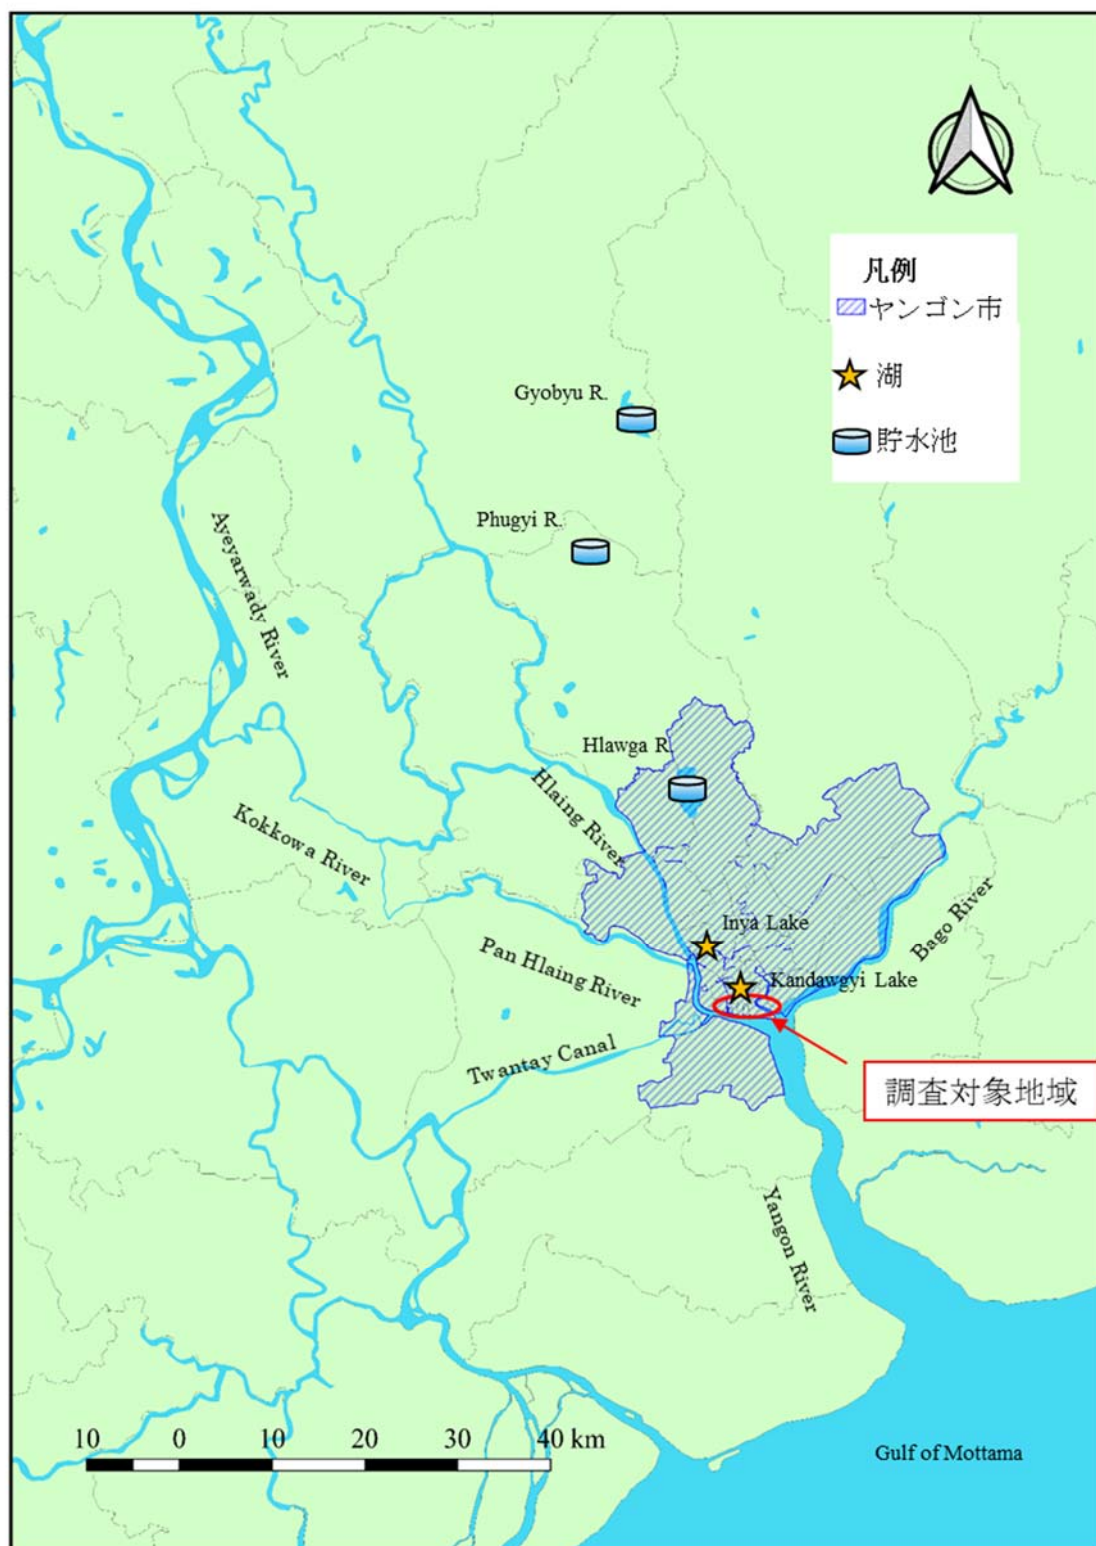 凡例
ヤンゴン市
湖
貯水池
Gyobyu R.
Phugyi R.
Ayeyarwady River
Hlawga R.
Hlaing River
Kokkowa River
Inya Lake
Bago River
Pan Hlaing River
Kandawgyi Lake
Twantay Canal
調査対象地域
Yangon River
10 0 10 20 30 40 km
Gulf of Mottama